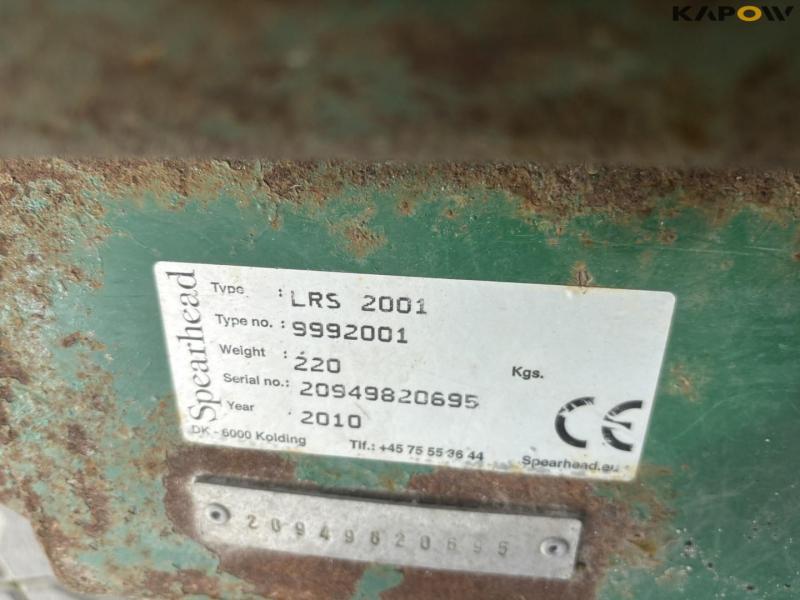 KAPOW
Spearhead
Type : LRS 2001
Type no. : 9992001
Weight : 220 Kgs.
Serial no.: 20949820695
Year 2010
DK - 6000 Kolding Tlf.: +45 75 55 36 44 Spearhead.eu
CE
20949820695